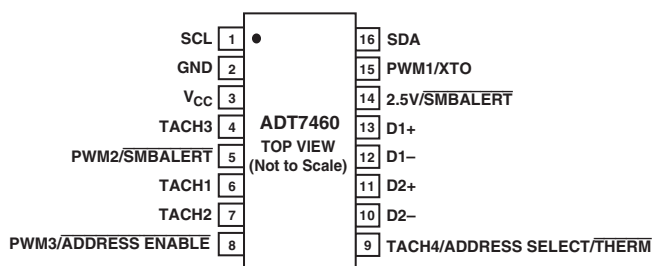 SCL 1 16 SDA
GND 2 15 PWM1/XTO
VCC 3 14 2.5V/SMBALERT
TACH3 4 ADT7460 13 D1+
PWM2/SMBALERT 5 TOP VIEW 12 D1–
(Not to Scale)
TACH1 6 11 D2+
TACH2 7 10 D2–
PWM3/ADDRESS ENABLE 8 9 TACH4/ADDRESS SELECT/THERM